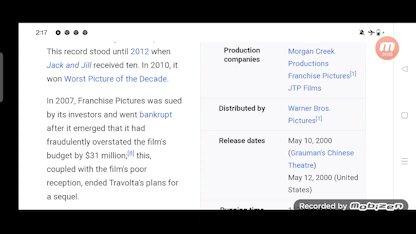 2:17
This record stood until 2012 when
Jack and Jill received ten. In 2010, it
won Worst Picture of the Decade.
In 2007, Franchise Pictures was sued
by its investors and went bankrupt
after it emerged that it had
fraudulently overstated the film's
budget by $31 million;[8] this,
coupled with the film's poor
reception, ended Travolta's plans for
a sequel.
Production
companies
Morgan Creek
Productions
Franchise Pictures[1]
JTP Films
Distributed by
Warner Bros.
Pictures[1]
Release dates
May 10, 2000
(Grauman's Chinese
Theatre)
May 12, 2000 (United
States)
Running time
Recorded by
mobizen